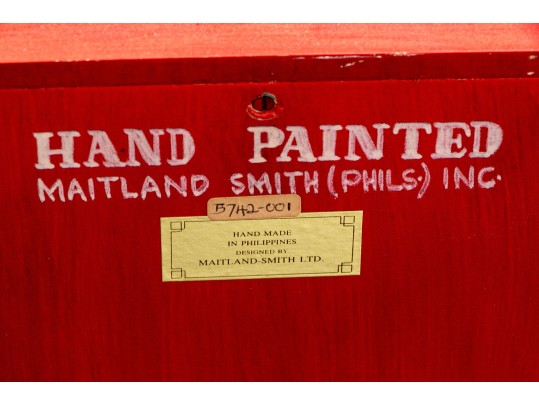 HAND PAINTED
MAITLAND SMITH (PHILS.) INC.
5742-001
HAND MADE
IN PHILIPPINES
DESIGNED BY
MAITLAND-SMITH LTD.